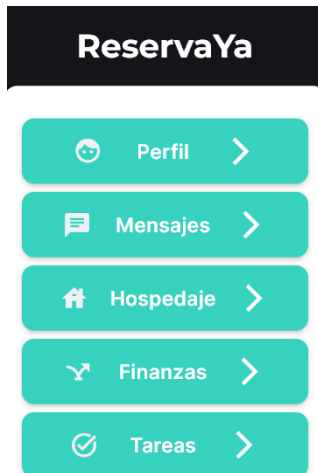 ReservaYa
Perfil
Mensajes
Hospedaje
Finanzas
Tareas